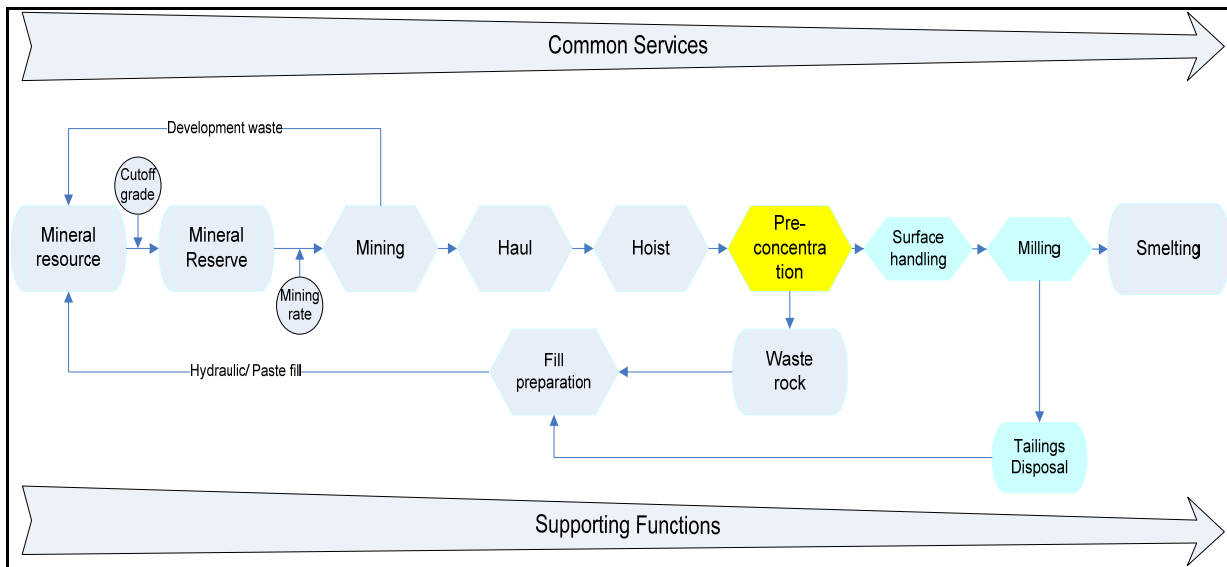 Common Services
Development waste
Cutoff
grade
Mineral
resource
Mineral
Reserve
Mining
Haul
Hoist
Pre-
concentra
tion
Surface
handling
Milling
Smelting
Mining
rate
Hydraulic/ Paste fill
Fill
preparation
Waste
rock
Tailings
Disposal
Supporting Functions